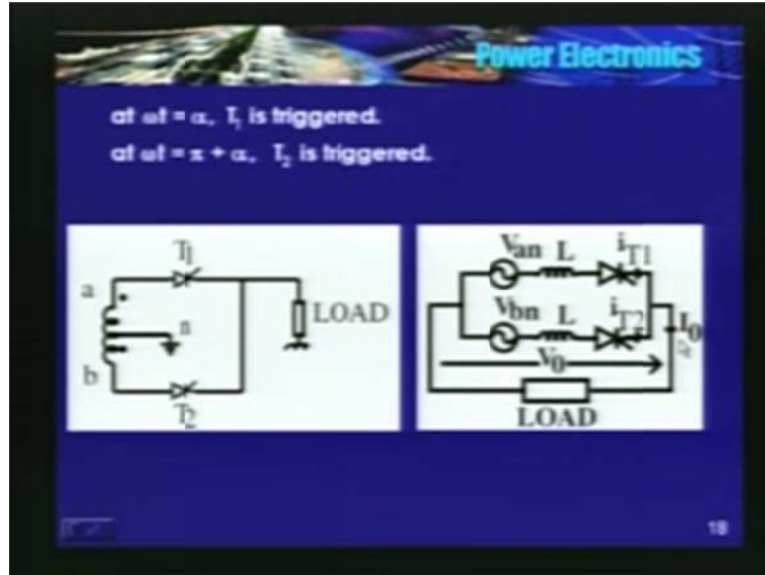 Power Electronics
at ωt = α, T₁ is triggered.
at ωt = π + α, T₂ is triggered.
T1
a
n
LOAD
b
T2
Van L iT1
Vbn L iT2
I0
V0
LOAD
18